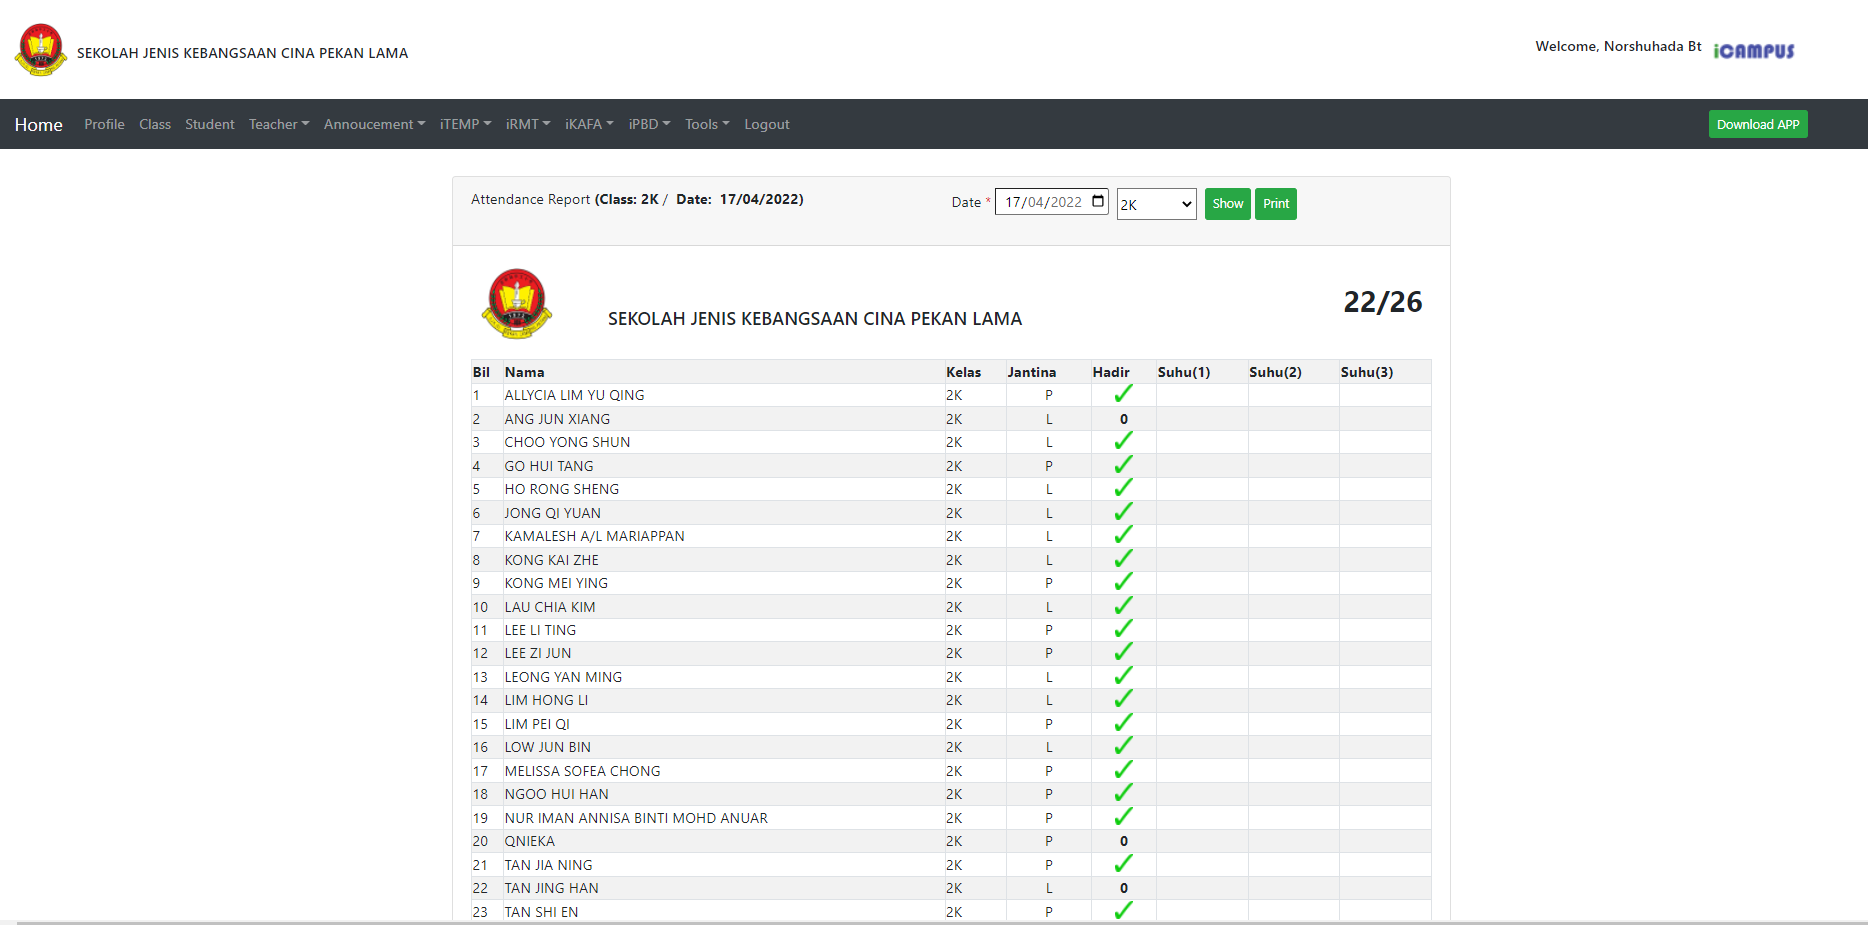 SEKOLAH JENIS KEBANGSAAN CINA PEKAN LAMA
Welcome, Norshuhada Bt iCAMPUS
Home Profile Class Student Teacher Annoucement iTEMP iRMT iKAFA iPBD Tools Logout Download APP
Attendance Report (Class: 2K / Date: 17/04/2022) Date * 17/04/2022 2K Show Print
SEKOLAH JENIS KEBANGSAAN CINA PEKAN LAMA
22/26
Bil Nama Kelas Jantina Hadir Suhu(1) Suhu(2) Suhu(3)
1 ALLYCIA LIM YU QING 2K P ✓
2 ANG JUN XIANG 2K L 0
3 CHOO YONG SHUN 2K L ✓
4 GO HUI TANG 2K P ✓
5 HO RONG SHENG 2K L ✓
6 JONG QI YUAN 2K L ✓
7 KAMALESH A/L MARIAPPAN 2K L ✓
8 KONG KAI ZHE 2K L ✓
9 KONG MEI YING 2K P ✓
10 LAU CHIA KIM 2K L ✓
11 LEE LI TING 2K P ✓
12 LEE ZI JUN 2K P ✓
13 LEONG YAN MING 2K L ✓
14 LIM HONG LI 2K L ✓
15 LIM PEI QI 2K P ✓
16 LOW JUN BIN 2K L ✓
17 MELISSA SOFEA CHONG 2K P ✓
18 NGOO HUI HAN 2K P ✓
19 NUR IMAN ANNISA BINTI MOHD ANUAR 2K P ✓
20 QNIEKA 2K P 0
21 TAN JIA NING 2K P ✓
22 TAN JING HAN 2K L 0
23 TAN SHI EN 2K P ✓